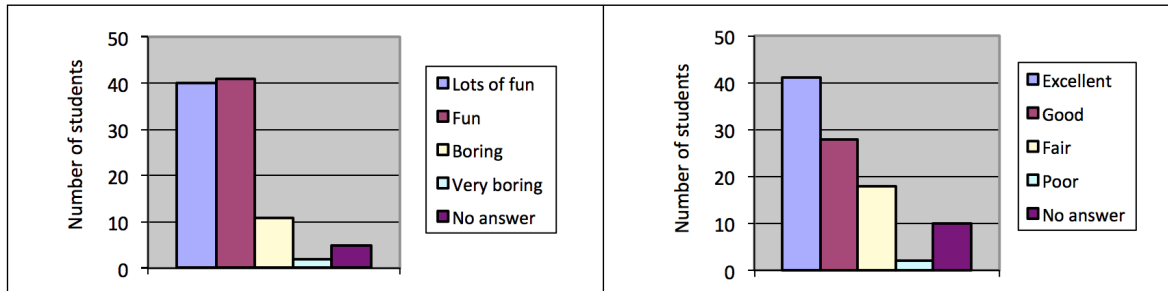 50
40
30
20
10
0
Number of students
Lots of fun
Fun
Boring
Very boring
No answer
50
40
30
20
10
0
Number of students
Excellent
Good
Fair
Poor
No answer